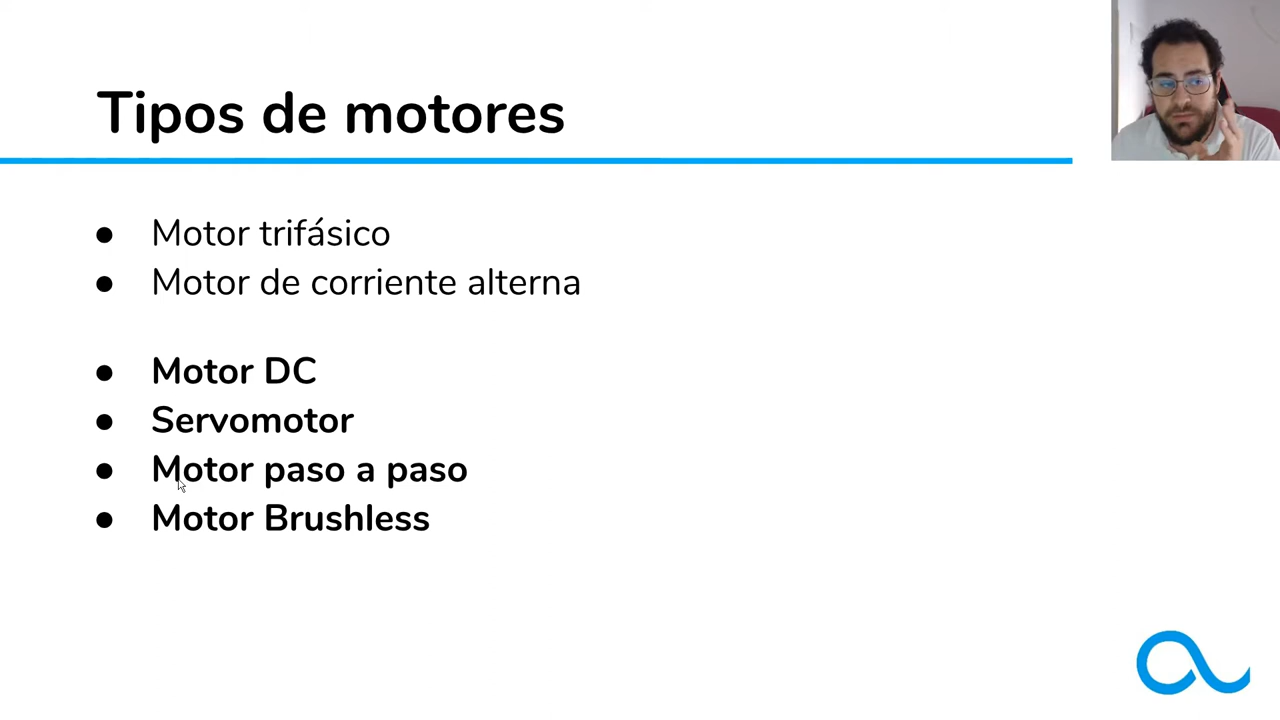 Tipos de motores
● Motor trifásico
● Motor de corriente alterna
● Motor DC
● Servomotor
● Motor paso a paso
● Motor Brushless